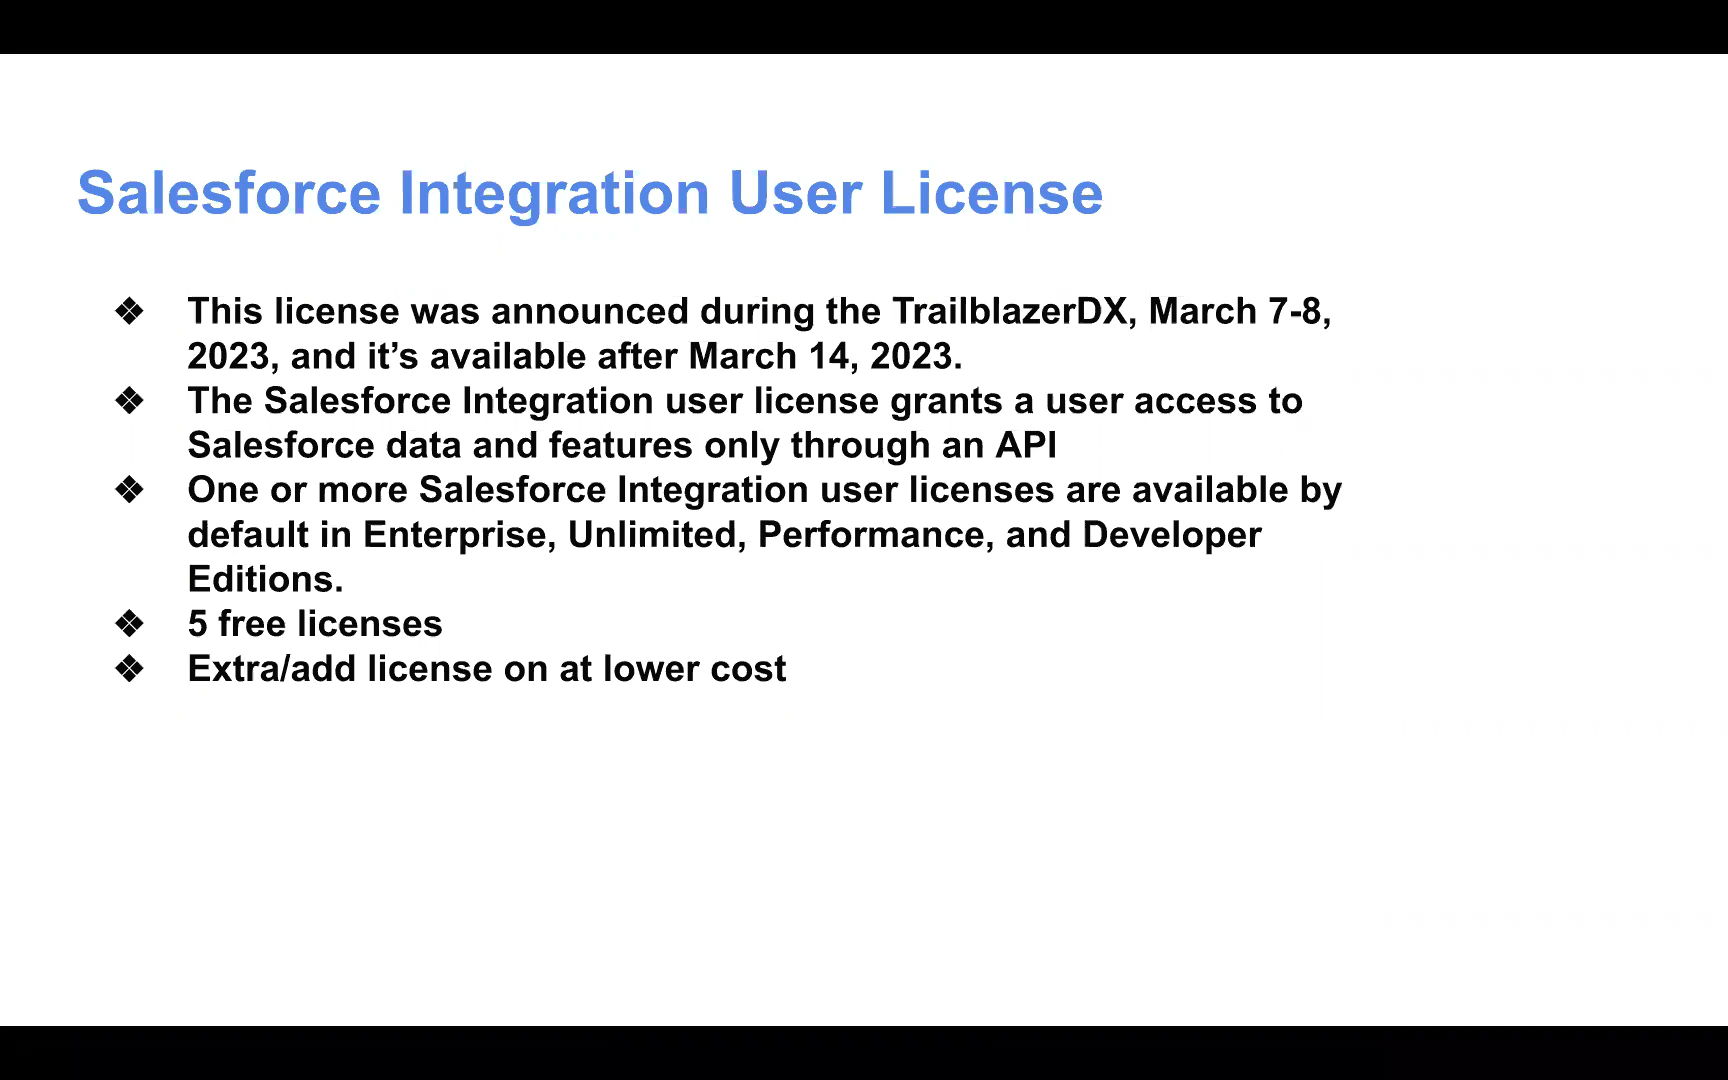 Salesforce Integration User License
❖ This license was announced during the TrailblazerDX, March 7-8,
2023, and it’s available after March 14, 2023.
❖ The Salesforce Integration user license grants a user access to
Salesforce data and features only through an API
❖ One or more Salesforce Integration user licenses are available by
default in Enterprise, Unlimited, Performance, and Developer
Editions.
❖ 5 free licenses
❖ Extra/add license on at lower cost